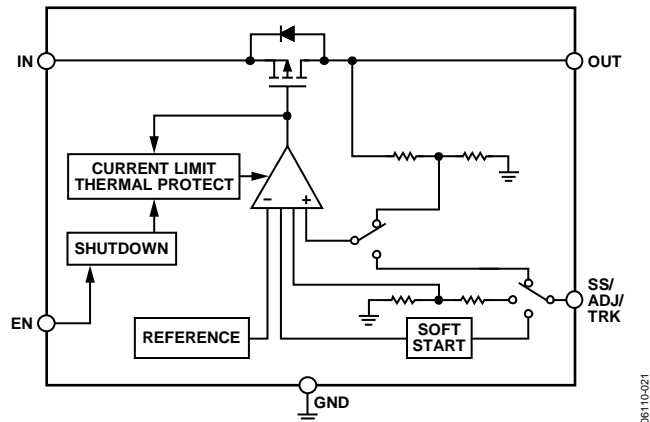 IN
OUT
CURRENT LIMIT
THERMAL PROTECT
–
+
SHUTDOWN
SS/
ADJ/
TRK
EN
REFERENCE
SOFT
START
GND
06110-021